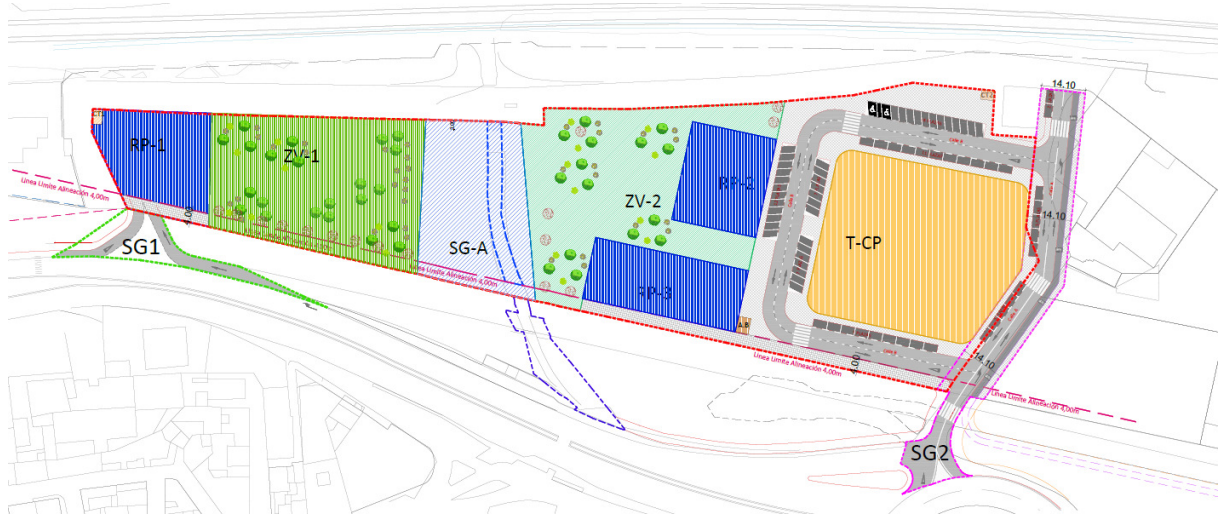 14.10
RP-1
ZV-1
RP-2
Línea Límite Alineación 4,00m
4.00
ZV-2
14.10
SG1
SG-A
T-CP
Línea Límite Alineación 4,00m
RP-3
A.B
Línea Límite Alineación 4,00m
4.00
14.10
Línea Límite Alineación 4,00m
SG2